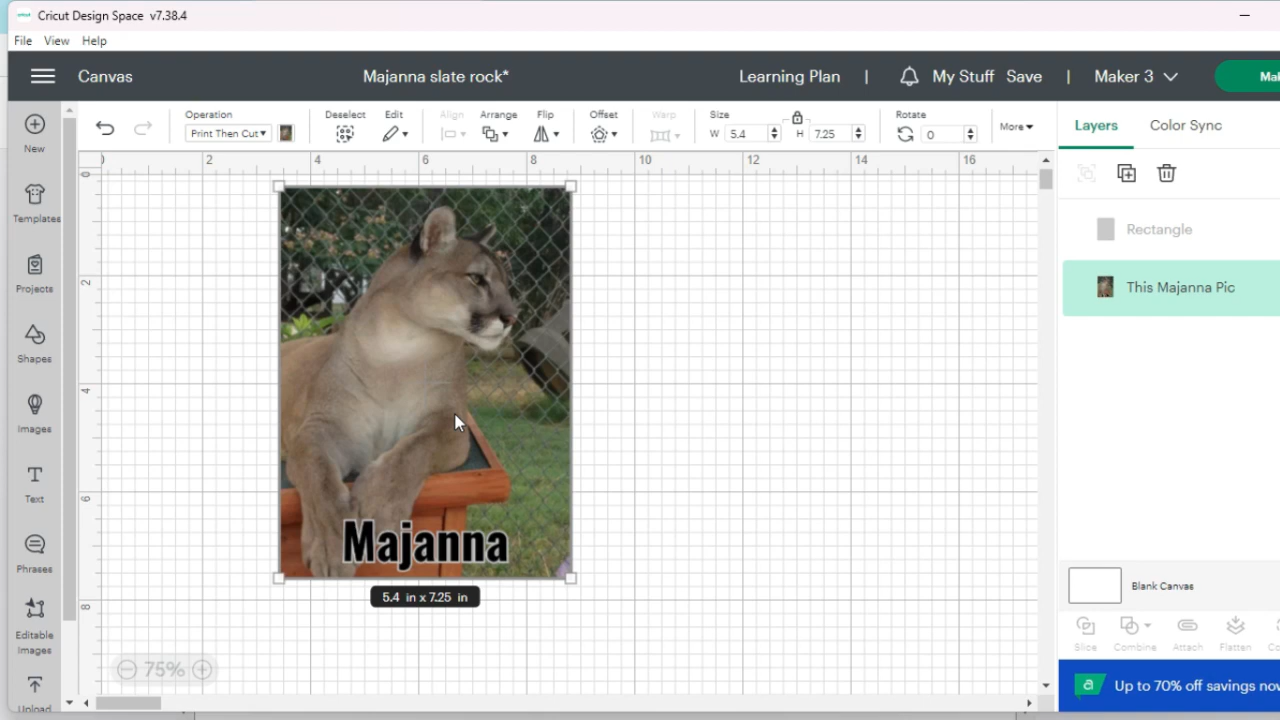 Cricut Design Space v7.38.4
File View Help
Canvas
Majanna slate rock*
Learning Plan | My Stuff Save | Maker 3
New
Templates
Projects
Shapes
Images
Text
Phrases
Editable
Images
Upload
Operation
Print Then Cut
Deselect
Edit
Align
Arrange
Flip
Offset
Warp
Size
W 5.4
H 7.25
Rotate
0
More
2 4 6 8 10 12 14 16
0
2
4
6
8
Majanna
5.4 in x 7.25 in
75%
Layers Color Sync
Rectangle
This Majanna Pic
Blank Canvas
Slice Combine Attach Flatten
a
Up to 70% off savings now